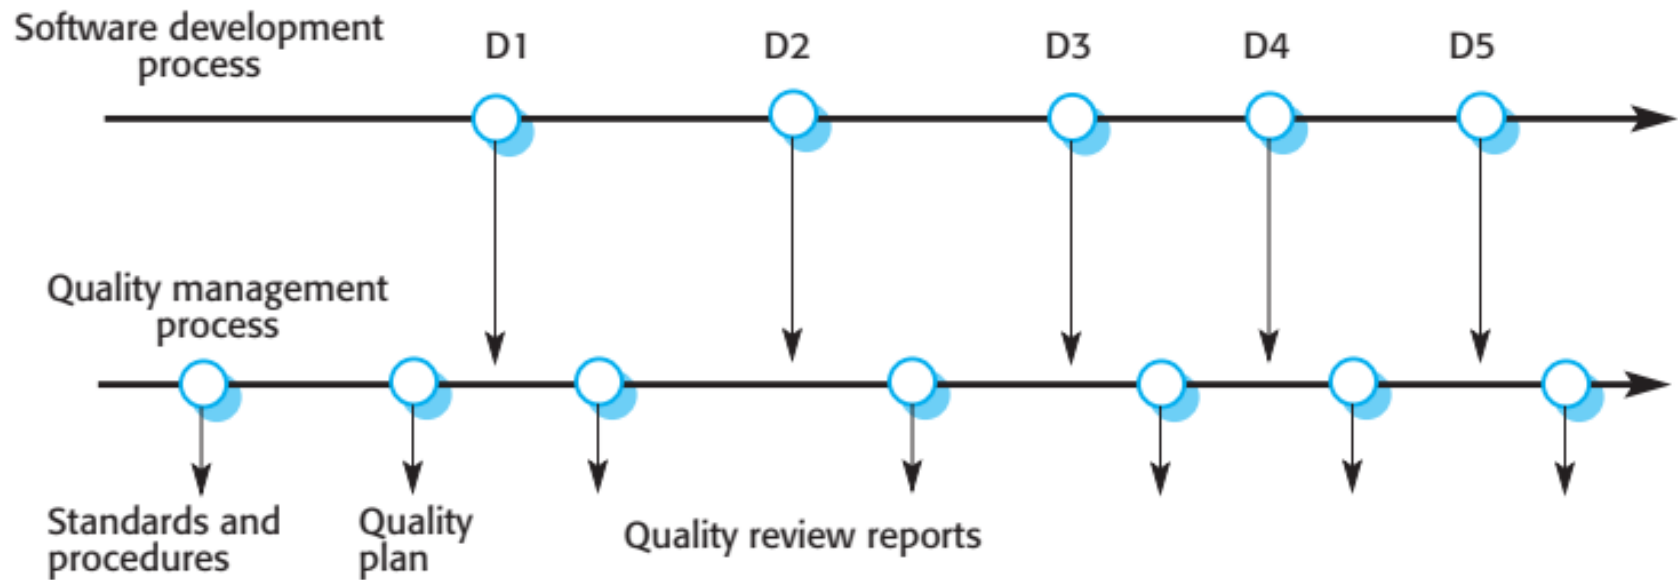 Software development
process
D1
D2
D3
D4
D5
Quality management
process
Standards and
procedures
Quality
plan
Quality review reports